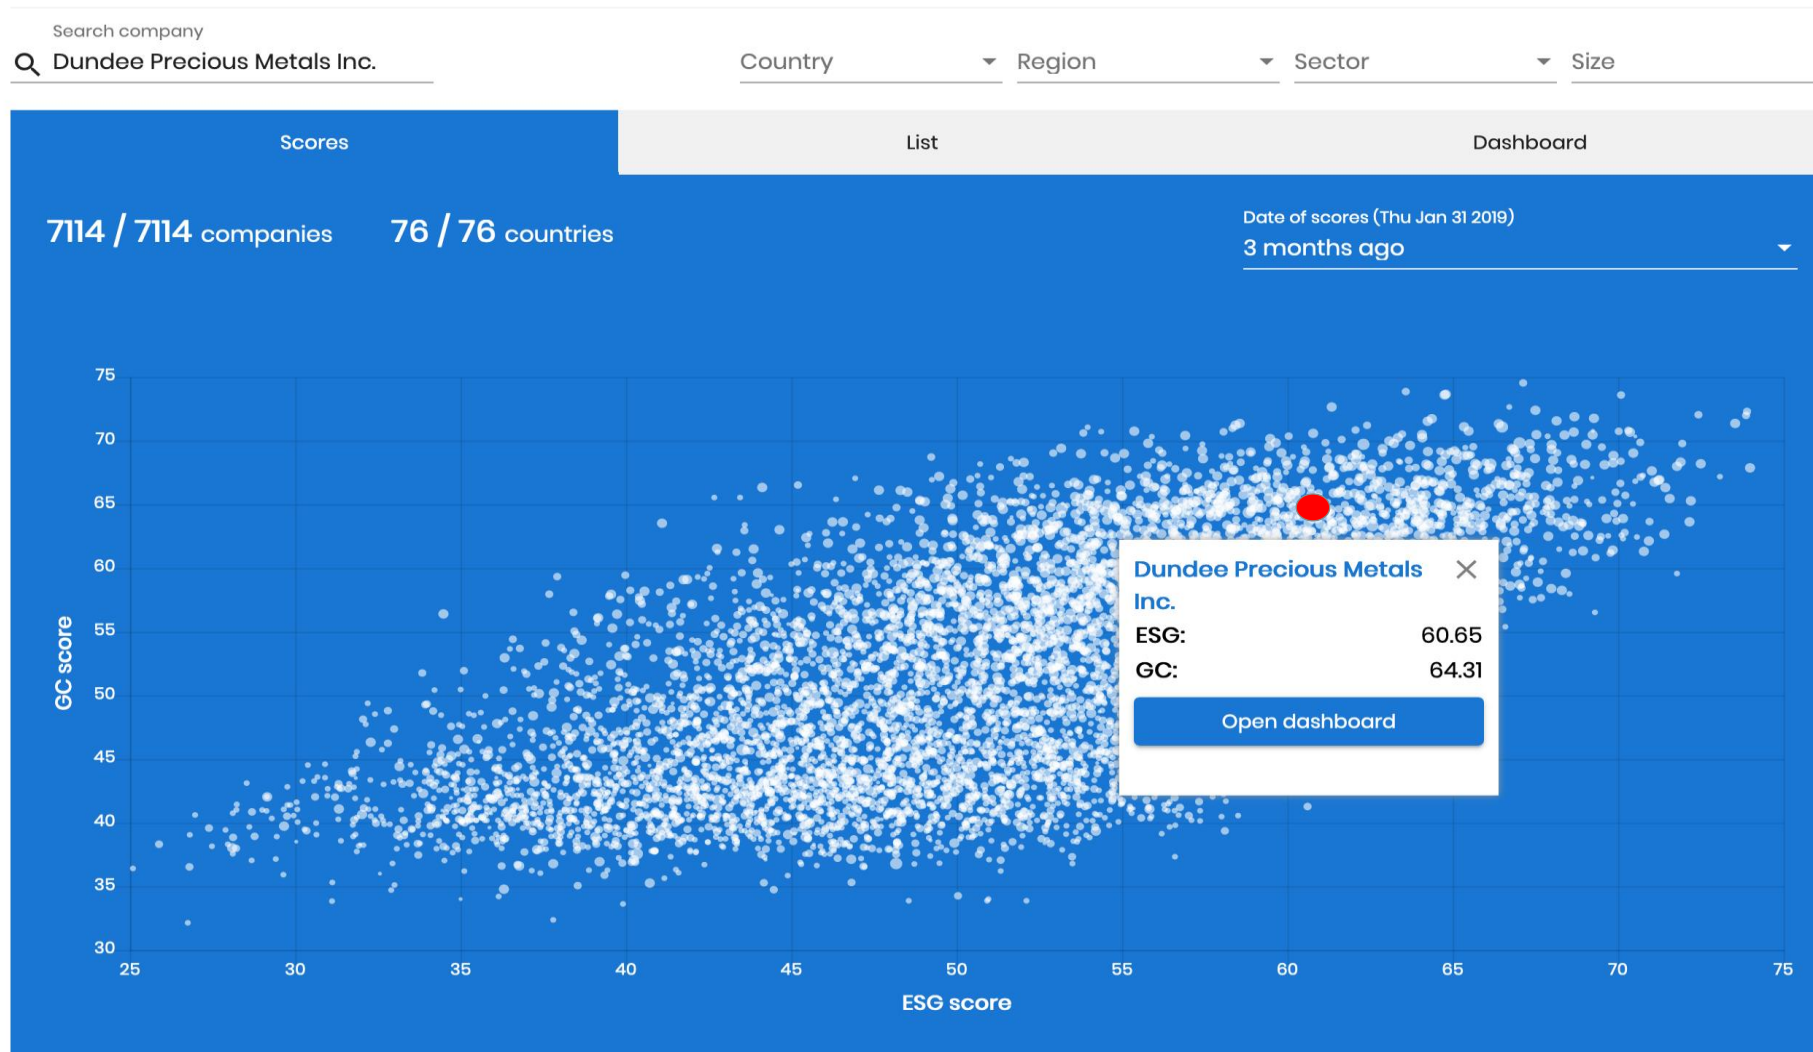 Search company
Dundee Precious Metals Inc.
Country
Region
Sector
Size
Scores
List
Dashboard
7114 / 7114 companies
76 / 76 countries
Date of scores (Thu Jan 31 2019)
3 months ago
75
70
65
60
55
50
45
40
35
30
GC score
Dundee Precious Metals
Inc.
ESG: 60.65
GC: 64.31
Open dashboard
25 30 35 40 45 50 55 60 65 70 75
ESG score